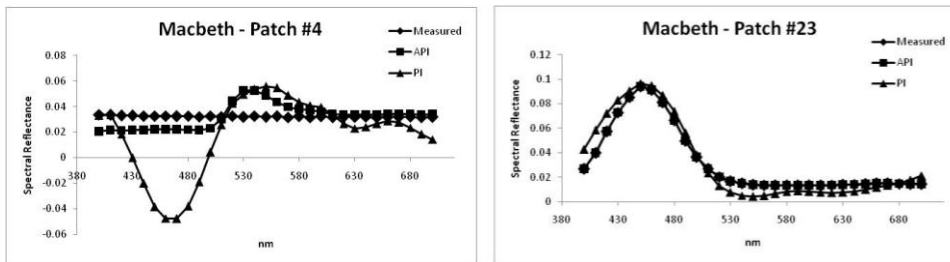 Macbeth - Patch #4
Measured
API
PI
Spectral Reflectance
0.08
0.06
0.04
0.02
0
-0.02
-0.04
-0.06
380 430 480 530 580 630 680
nm
Macbeth - Patch #23
Measured
API
PI
Spectral Reflectance
0.12
0.1
0.08
0.06
0.04
0.02
0
380 430 480 530 580 630 680
nm